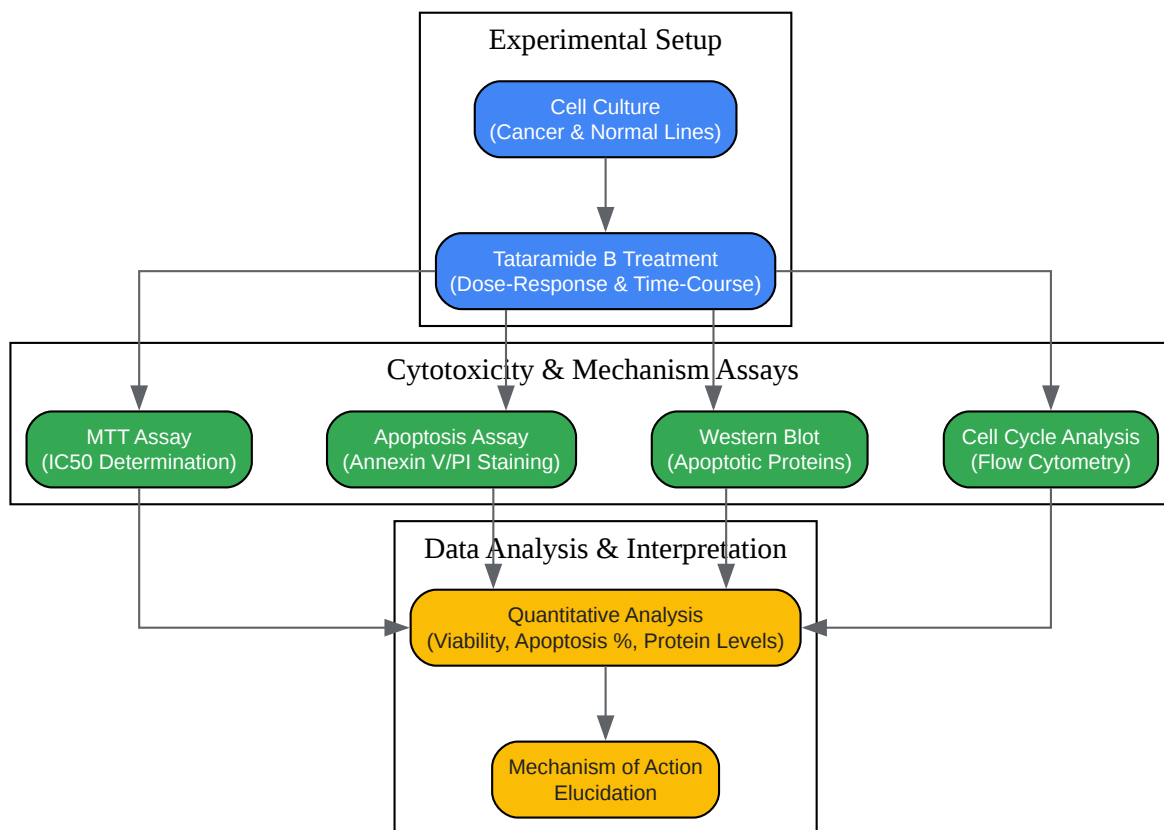 Experimental Setup
Cell Culture
(Cancer & Normal Lines)
Tataramide B Treatment
(Dose-Response & Time-Course)
Cytotoxicity & Mechanism Assays
MTT Assay
(IC50 Determination)
Apoptosis Assay
(Annexin V/PI Staining)
Western Blot
(Apoptotic Proteins)
Cell Cycle Analysis
(Flow Cytometry)
Data Analysis & Interpretation
Quantitative Analysis
(Viability, Apoptosis %, Protein Levels)
Mechanism of Action
Elucidation